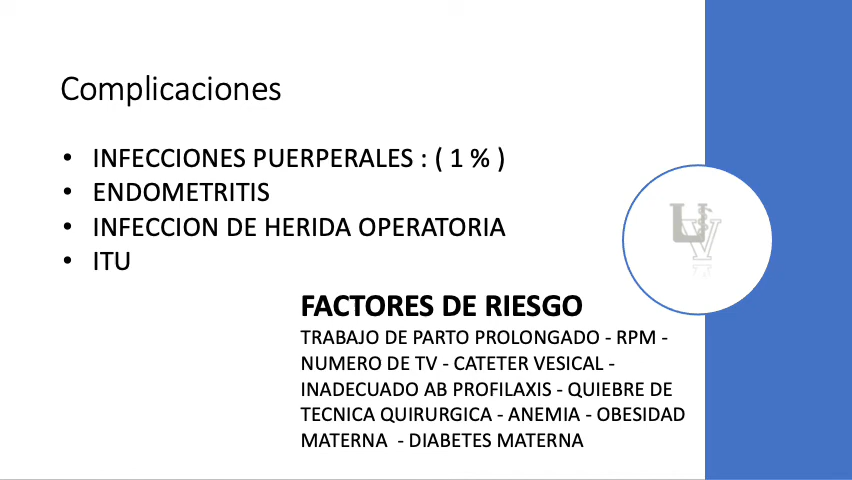 Complicaciones
• INFECCIONES PUERPERALES : ( 1 % )
• ENDOMETRITIS
• INFECCION DE HERIDA OPERATORIA
• ITU
UV
FACTORES DE RIESGO
TRABAJO DE PARTO PROLONGADO - RPM -
NUMERO DE TV - CATETER VESICAL -
INADECUADO AB PROFILAXIS - QUIEBRE DE
TECNICA QUIRURGICA - ANEMIA - OBESIDAD
MATERNA - DIABETES MATERNA